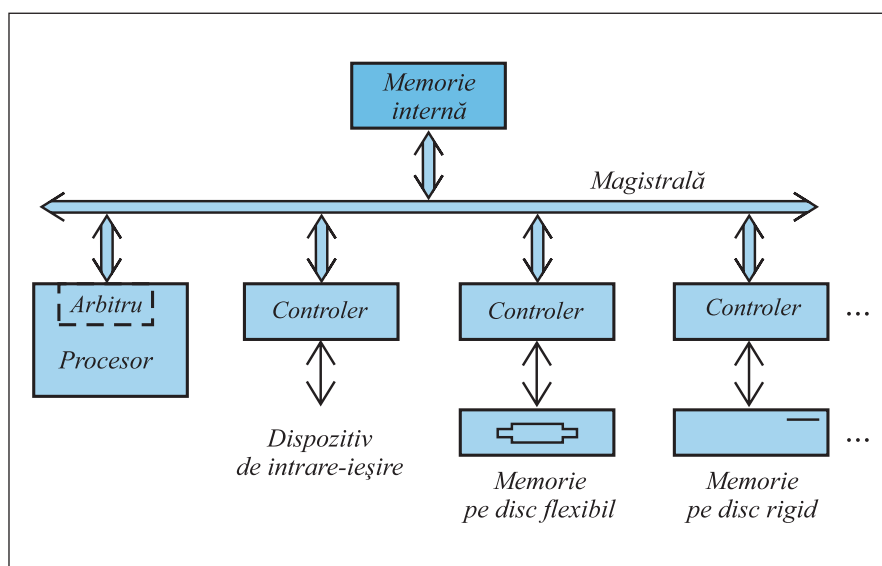 Memorie
internă
Magistrală
Arbitru
Procesor
Controler
Controler
Controler
...
Dispozitiv
de intrare-ieşire
...
Memorie
pe disc flexibil
Memorie
pe disc rigid